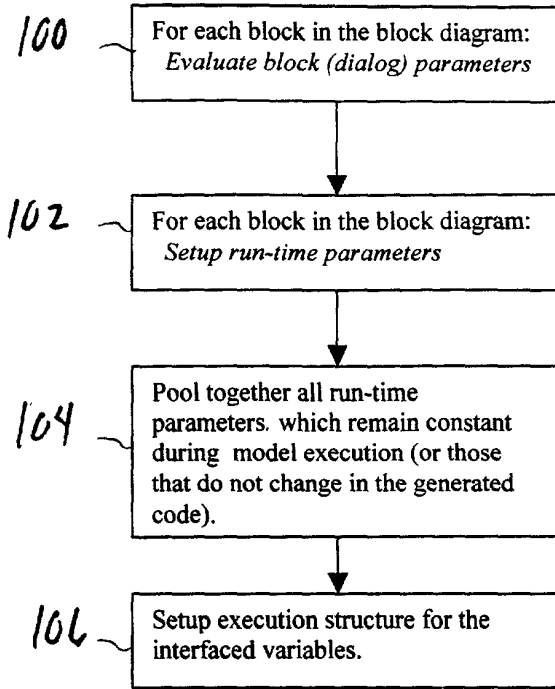 100
For each block in the block diagram:
Evaluate block (dialog) parameters
102
For each block in the block diagram:
Setup run-time parameters
104
Pool together all run-time
parameters. which remain constant
during model execution (or those
that do not change in the generated
code).
106
Setup execution structure for the
interfaced variables.